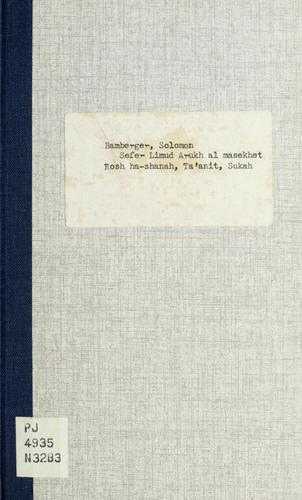 Bamberger, Solomon
Sefer Limud Arukh al masekhet
Rosh ha-shanah, Ta'anit, Sukah
PJ
4935
N32B3